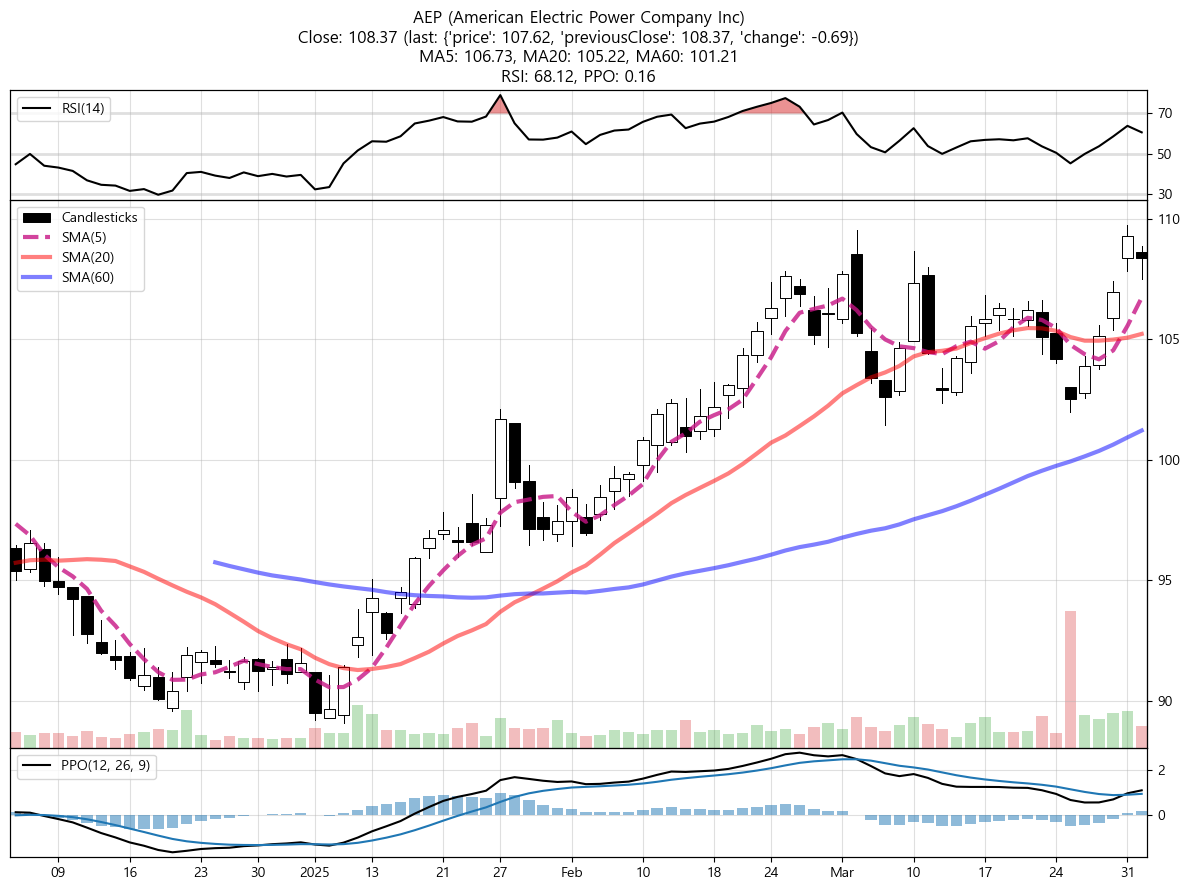 AEP (American Electric Power Company Inc)
Close: 108.37 (last: {'price': 107.62, 'previousClose': 108.37, 'change': -0.69})
MA5: 106.73, MA20: 105.22, MA60: 101.21
RSI: 68.12, PPO: 0.16
RSI(14)
70
50
30
Candlesticks
SMA(5)
SMA(20)
SMA(60)
110
105
100
95
90
PPO(12, 26, 9)
2
0
09 16 23 30 2025 13 21 27 Feb 10 18 24 Mar 10 17 24 31